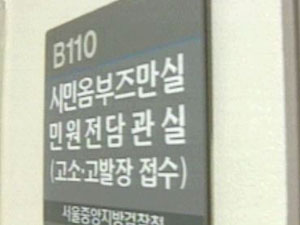 B110
시민옴부즈만실
민원전담관실
(고소·고발장 접수)
서울중앙지방검찰청